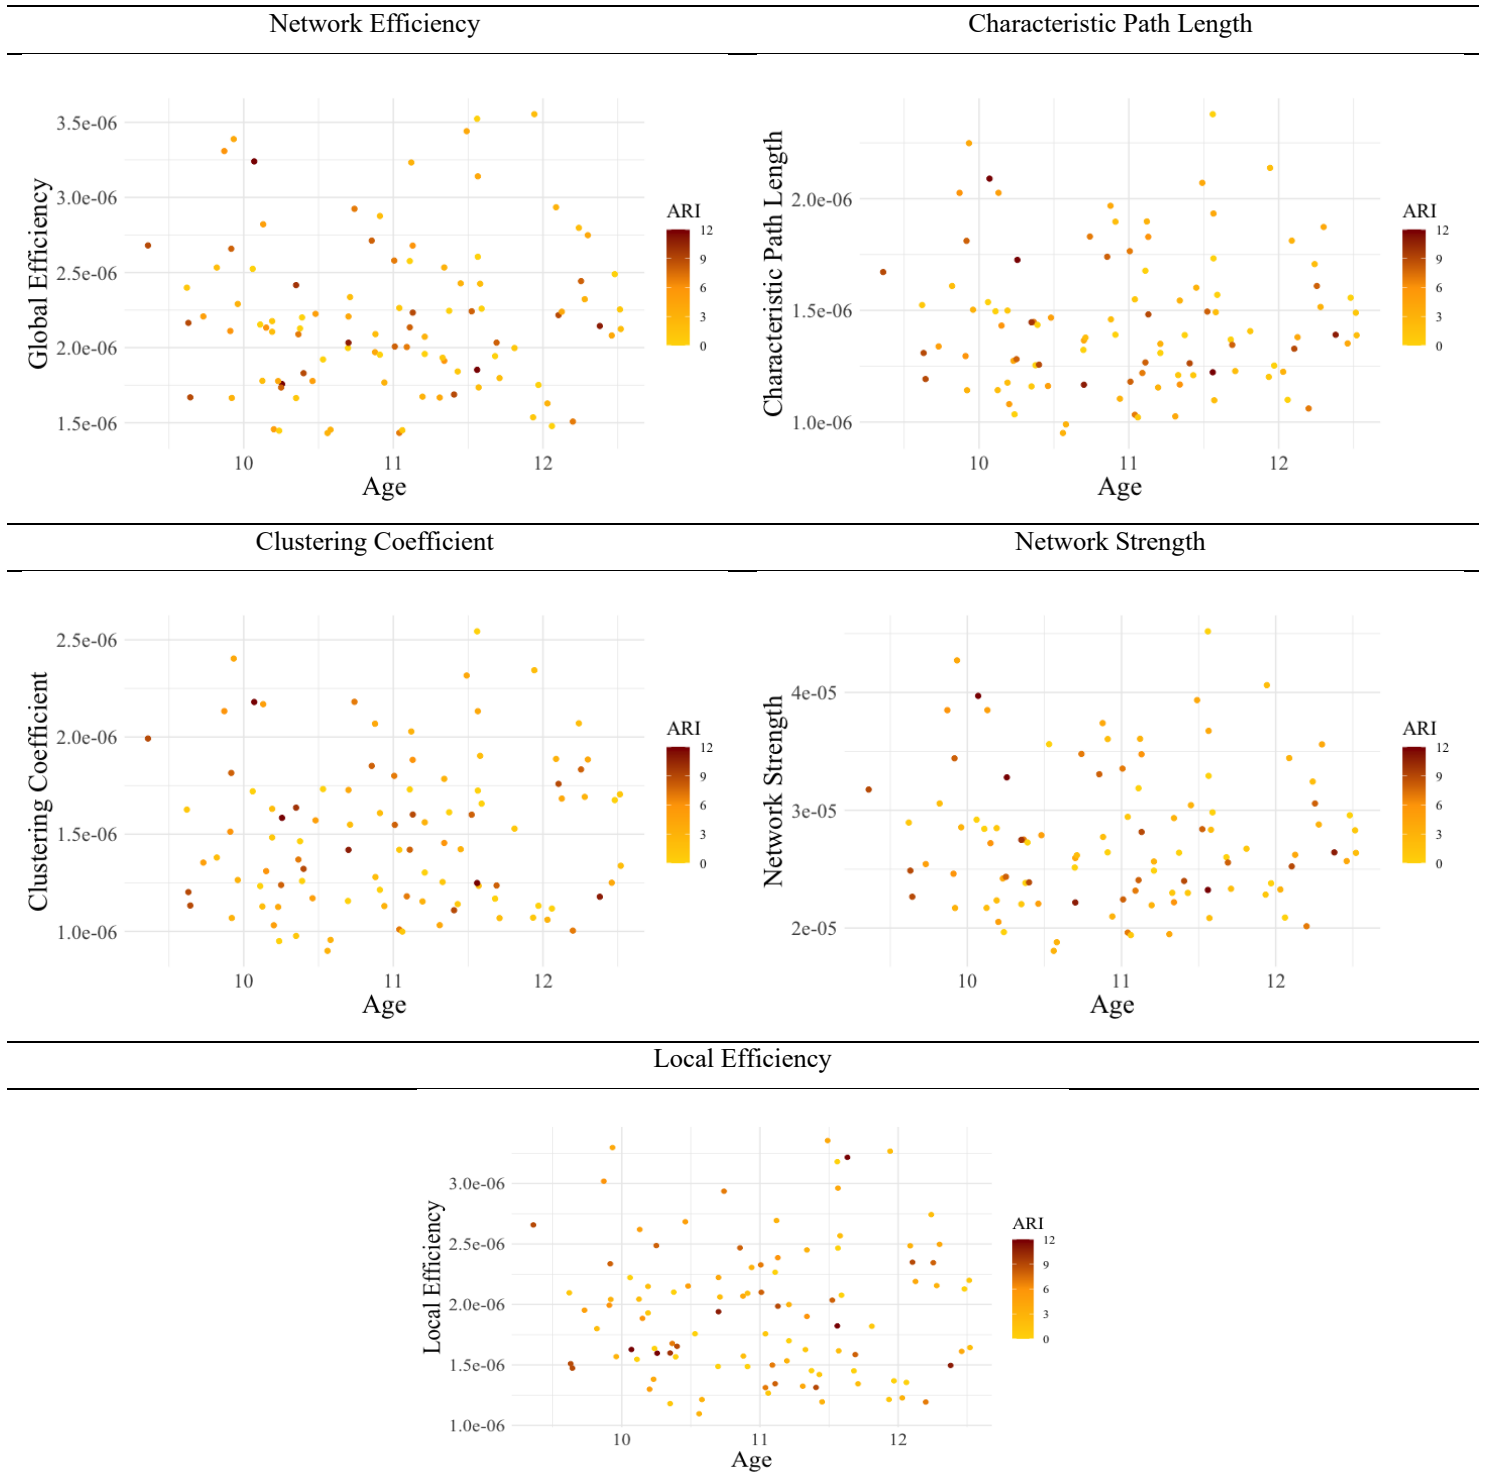 Network Efficiency
Characteristic Path Length
Global Efficiency
3.5e-06
3.0e-06
2.5e-06
2.0e-06
1.5e-06
10
11
12
Age
ARI
12
9
6
3
0
Characteristic Path Length
2.0e-06
1.5e-06
1.0e-06
10
11
12
Age
ARI
12
9
6
3
0
Clustering Coefficient
Network Strength
Clustering Coefficient
2.5e-06
2.0e-06
1.5e-06
1.0e-06
10
11
12
Age
ARI
12
9
6
3
0
Network Strength
4e-05
3e-05
2e-05
10
11
12
Age
ARI
12
9
6
3
0
Local Efficiency
Local Efficiency
3.0e-06
2.5e-06
2.0e-06
1.5e-06
1.0e-06
10
11
12
Age
ARI
12
9
6
3
0